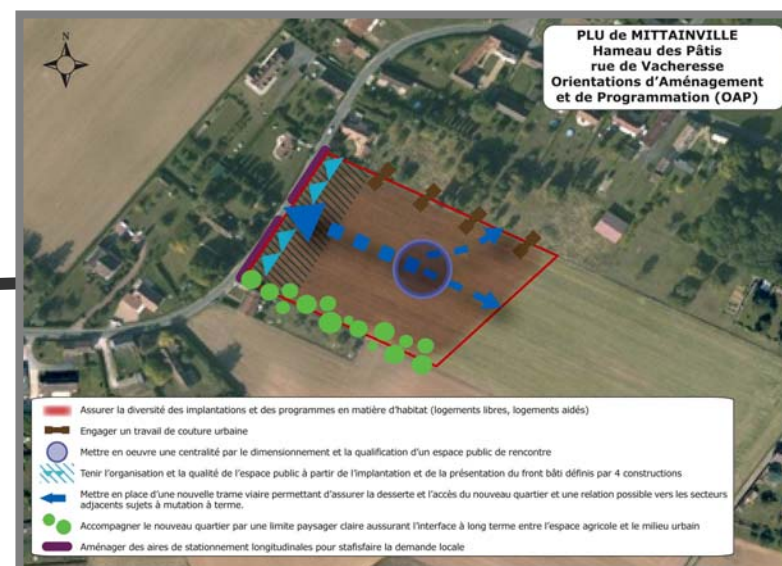 N
PLU de MITTAINVILLE
Hameau des Pâtis
rue de Vacheresse
Orientations d'Aménagement
et de Programmation (OAP)
Assurer la diversité des implantations et des programmes en matière d'habitat (logements libres, logements aidés)
Engager un travail de couture urbaine
Mettre en oeuvre une centralité par le dimensionnement et la qualification d'un espace public de rencontre
Tenir l'organisation et la qualité de l'espace public à partir de l'implantation et de la présentation du front bâti définis par 4 constructions
Mettre en place d'une nouvelle trame viaire permettant d'assurer la desserte et l'accès du nouveau quartier et une relation possible vers les secteurs
adjacents sujets à mutation à terme.
Accompagner le nouveau quartier par une limite paysager claire aussurant l'interface à long terme entre l'espace agricole et le milieu urbain
Aménager des aires de stationnement longitudinales pour stafisfaire la demande locale